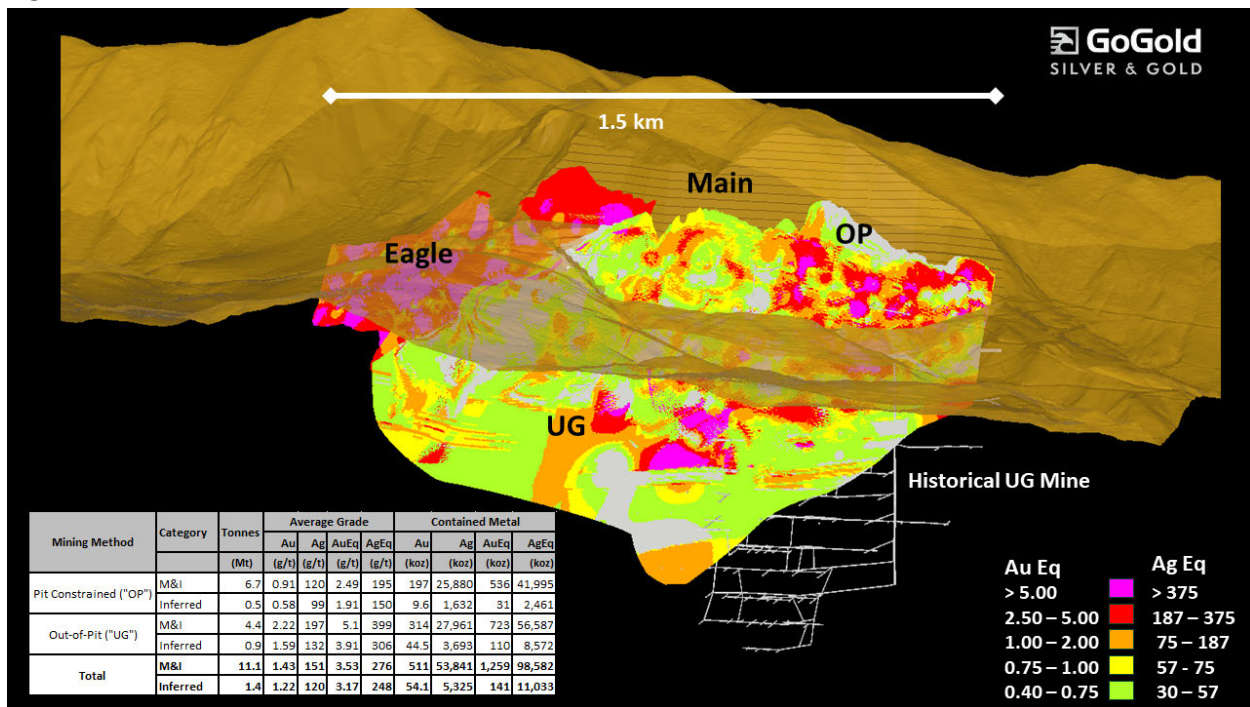 GoGold
SILVER & GOLD
1.5 km
Main
OP
Eagle
UG
Historical UG Mine
Mining Method Category Tonnes Average Grade Contained Metal
Au Ag AuEq AgEq Au Ag AuEq AgEq
(Mt) (g/t) (g/t) (g/t) (g/t) (koz) (koz) (koz) (koz)
Pit Constrained ("OP") M&I 6.7 0.91 120 2.49 195 197 25,880 536 41,995
Inferred 0.5 0.58 99 1.91 150 9.6 1,632 31 2,461
Out-of-Pit ("UG") M&I 4.4 2.22 197 5.1 399 314 27,961 723 56,587
Inferred 0.9 1.59 132 3.91 306 44.5 3,693 110 8,572
Total M&I 11.1 1.43 151 3.53 276 511 53,841 1,259 98,582
Inferred 1.4 1.22 120 3.17 248 54.1 5,325 141 11,033
Au Eq Ag Eq
> 5.00 > 375
2.50 – 5.00 187 – 375
1.00 – 2.00 75 – 187
0.75 – 1.00 57 - 75
0.40 – 0.75 30 – 57